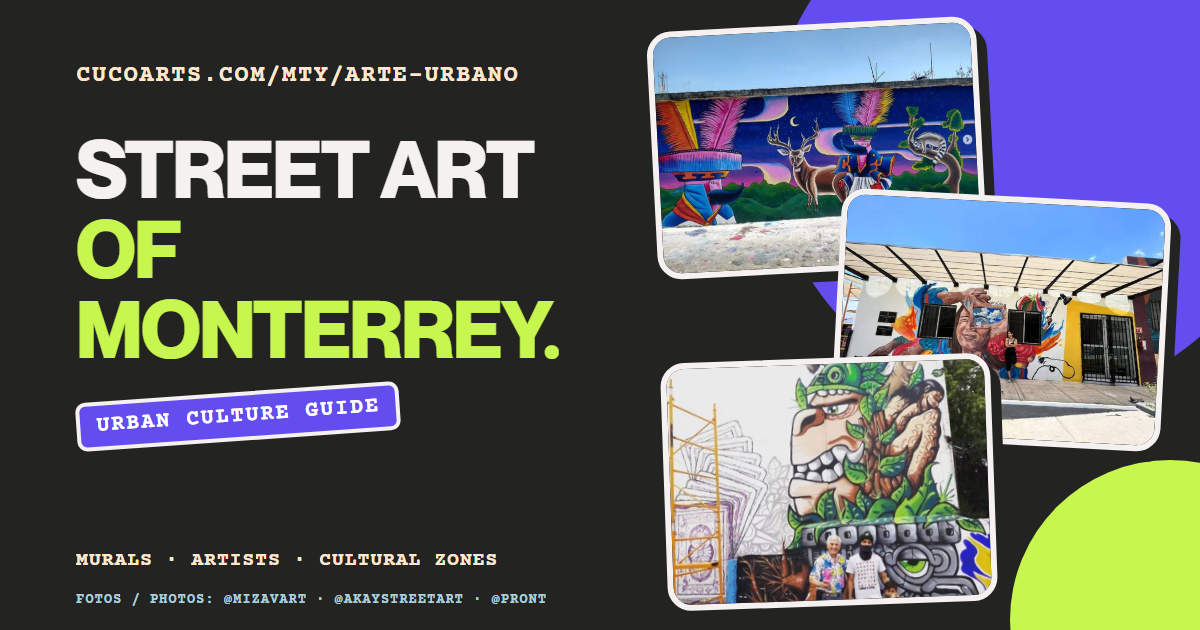 CUCOARTS.COM/MTY/ARTE-URBANO
STREET ART
OF
MONTERREY.
URBAN CULTURE GUIDE
MURALS · ARTISTS · CULTURAL ZONES
FOTOS / PHOTOS: @MIZAVART · @AKAYSTREETART · @PRONT